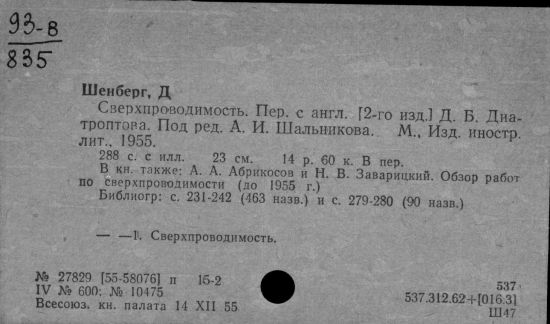 93-8
835
Шенберг, Д
Сверхпроводимость. Пер. с англ. [2-го изд.] Д. Б. Диа-
троптова. Под ред. А. И. Шальникова. М., Изд. иностр.
лит., 1955.
288 с. с илл. 23 см. 14 р. 60 к. В пер.
В кн. также: А. А. Абрикосов и Н. В. Заварицкий. Обзор работ
по сверхпроводимости (до 1955 г.)
Библиогр: с. 231-242 (463 назв.) и с. 279-280 (90 назв.)
— —1. Сверхпроводимость.
№ 27829 [55-58076] п 15-2
537
IV № 600; № 10475
537.312.62+[016.3]
Всесоюз. кн. палата 14 XII 55
Ш47